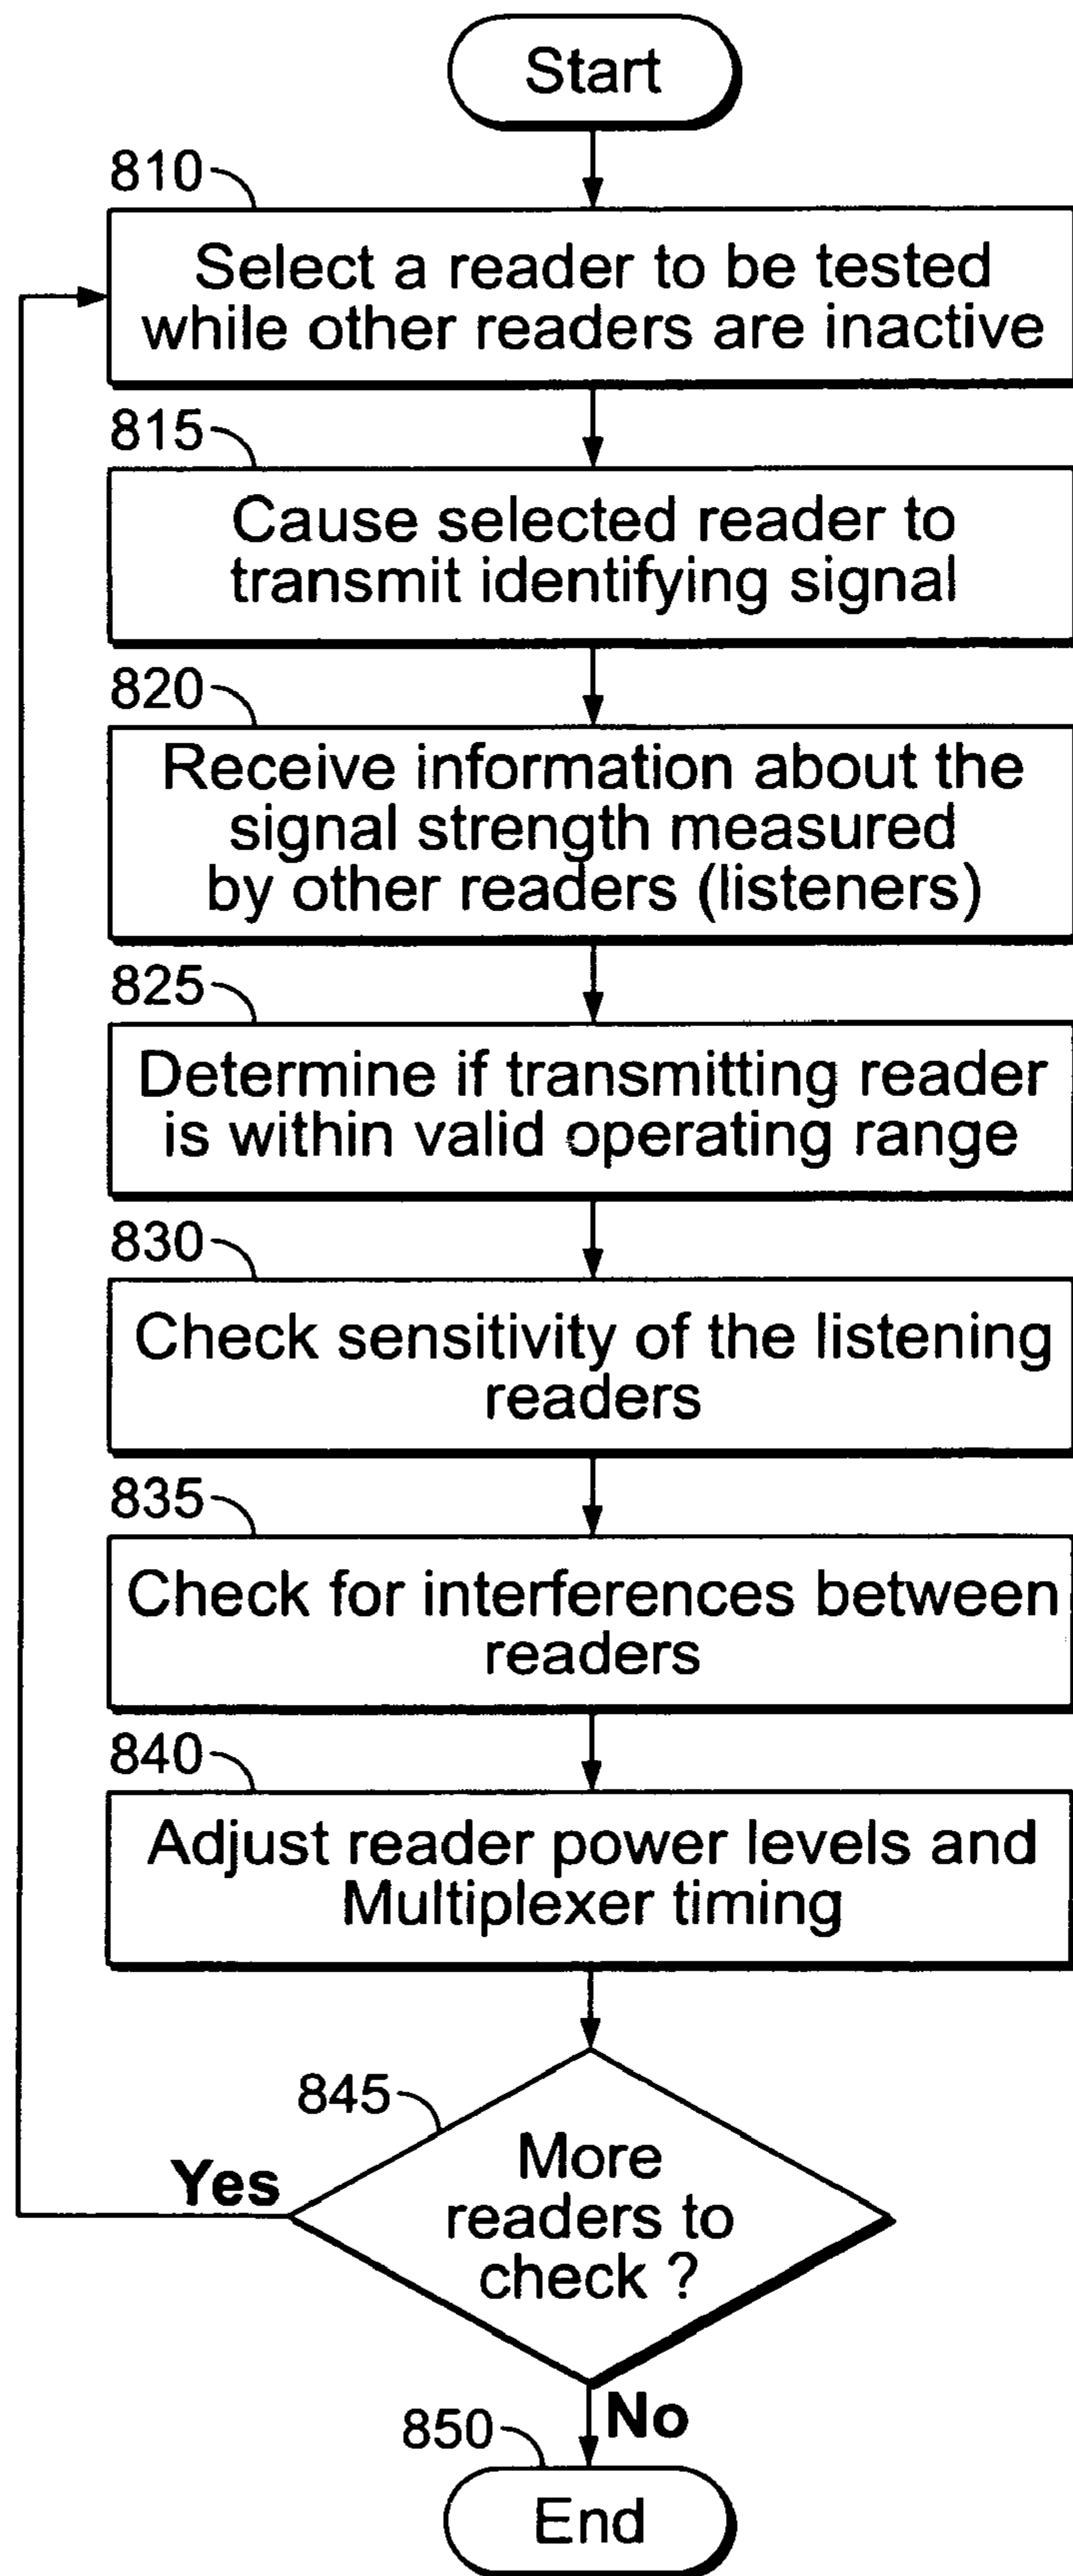 Start
810
Select a reader to be tested
while other readers are inactive
815
Cause selected reader to
transmit identifying signal
820
Receive information about the
signal strength measured
by other readers (listeners)
825
Determine if transmitting reader
is within valid operating range
830
Check sensitivity of the listening
readers
835
Check for interferences between
readers
840
Adjust reader power levels and
Multiplexer timing
845
More
readers to
check ?
Yes
No
850
End